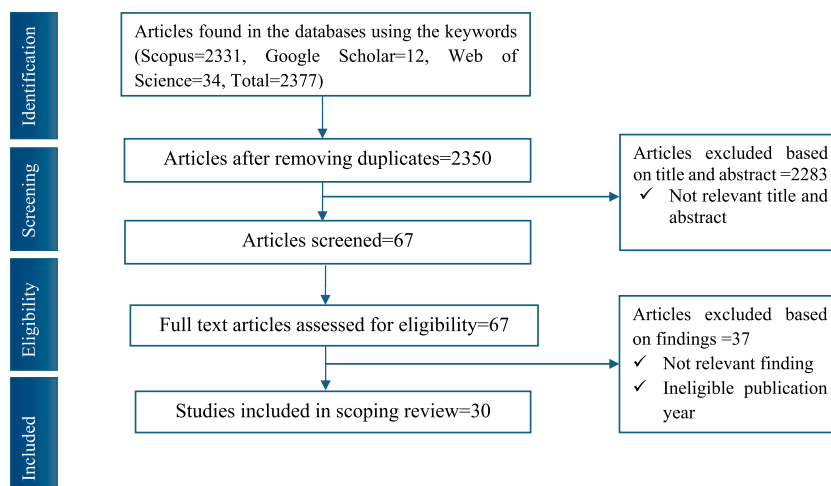 Identification
Articles found in the databases using the keywords
(Scopus=2331, Google Scholar=12, Web of
Science=34, Total=2377)
Screening
Articles after removing duplicates=2350
Articles excluded based
on title and abstract =2283
✓ Not relevant title and
abstract
Articles screened=67
Eligibility
Full text articles assessed for eligibility=67
Articles excluded based
on findings =37
✓ Not relevant finding
✓ Ineligible publication
year
Included
Studies included in scoping review=30